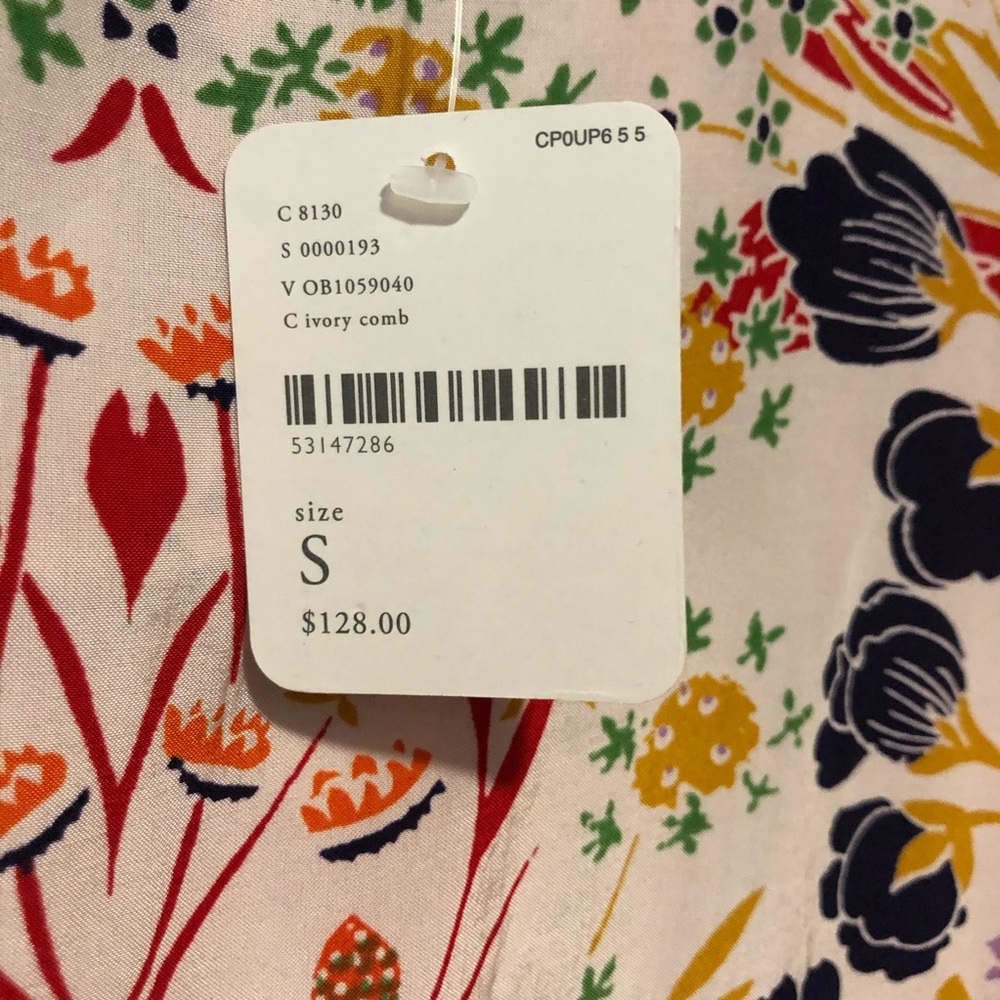 CP0UP6 5 5
C 8130
S 0000193
V OB1059040
C ivory comb
53147286
size
S
$128.00